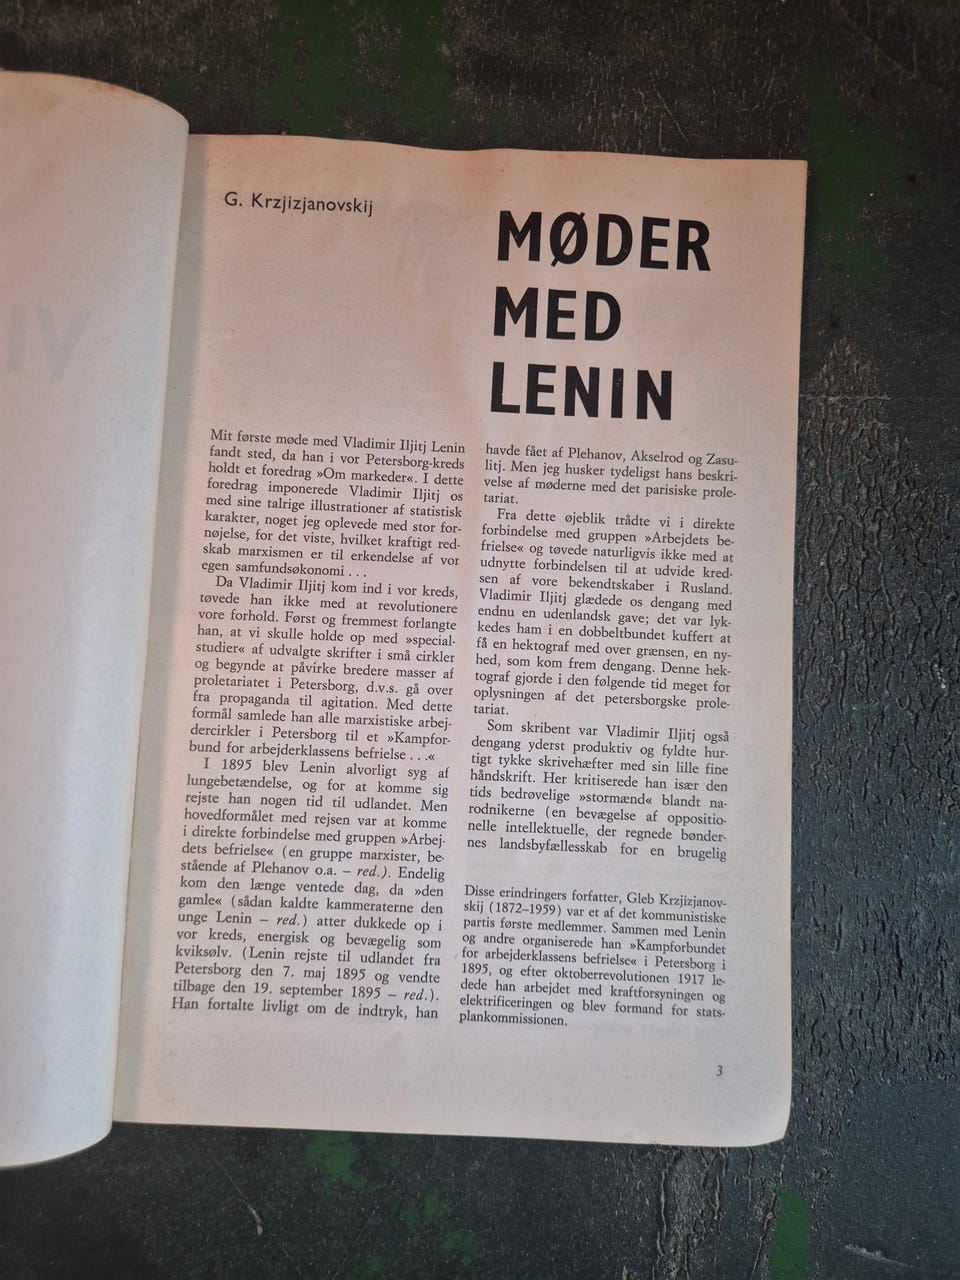 G. Krzjizjanovskij
MØDER
MED
LENIN
Mit første møde med Vladimir Iljitj Lenin
fandt sted, da han i vor Petersborg-kreds
holdt et foredrag »Om markeder«. I dette
foredrag imponerede Vladimir Iljitj os
med sine talrige illustrationer af statistisk
karakter, noget jeg oplevede med stor for-
nøjelse, for det viste, hvilket kraftigt red-
skab marxismen er til erkendelse af vor
egen samfundsøkonomi . . .
Da Vladimir Iljitj kom ind i vor kreds,
tøvede han ikke med at revolutionere
vore forhold. Først og fremmest forlangte
han, at vi skulle holde op med »special-
studier« af udvalgte skrifter i små cirkler
og begynde at påvirke bredere masser af
proletariatet i Petersborg, d.v.s. gå over
fra propaganda til agitation. Med dette
formål samlede han alle marxistiske arbej-
dercirkler i Petersborg til et »Kampfor-
bund for arbejderklassens befrielse . . .«
I 1895 blev Lenin alvorligt syg af
lungebetændelse, og for at komme sig
rejste han nogen tid til udlandet. Men
hovedformålet med rejsen var at komme
i direkte forbindelse med gruppen »Arbej-
dets befrielse« (en gruppe marxister, be-
stående af Plehanov o.a. – red.). Endelig
kom den længe ventede dag, da »den
gamle« (sådan kaldte kammeraterne den
unge Lenin – red.) atter dukkede op i
vor kreds, energisk og bevægelig som
kviksølv. (Lenin rejste til udlandet fra
Petersborg den 7. maj 1895 og vendte
tilbage den 19. september 1895 – red.).
Han fortalte livligt om de indtryk, han
havde fået af Plehanov, Akselrod og Zasu-
litj. Men jeg husker tydeligst hans beskri-
velse af møderne med det parisiske prole-
tariat.
Fra dette øjeblik trådte vi i direkte
forbindelse med gruppen »Arbejdets be-
frielse« og tøvede naturligvis ikke med at
udnytte forbindelsen til at udvide kred-
sen af vore bekendtskaber i Rusland.
Vladimir Iljitj glædede os dengang med
endnu en udenlandsk gave; det var lyk-
kedes ham i en dobbeltbundet kuffert at
få en hektograf med over grænsen, en ny-
hed, som kom frem dengang. Denne hek-
tograf gjorde i den følgende tid meget for
oplysningen af det petersborgske prole-
tariat.
Som skribent var Vladimir Iljitj også
dengang yderst produktiv og fyldte hur-
tigt tykke skrivehæfter med sin lille fine
håndskrift. Her kritiserede han især den
tids bedrøvelige »stormænd« blandt na-
rodnikerne (en bevægelse af oppositio-
nelle intellektuelle, der regnede bønder-
nes landsbyfællesskab for en brugelig
Disse erindringers forfatter, Gleb Krzjizjanov-
skij (1872–1959) var et af det kommunistiske
partis første medlemmer. Sammen med Lenin
og andre organiserede han »Kampforbundet
for arbejderklassens befrielse« i Petersborg i
1895, og efter oktoberrevolutionen 1917 le-
dede han arbejdet med kraftforsyningen og
elektrificeringen og blev formand for stats-
plankommissionen.
3